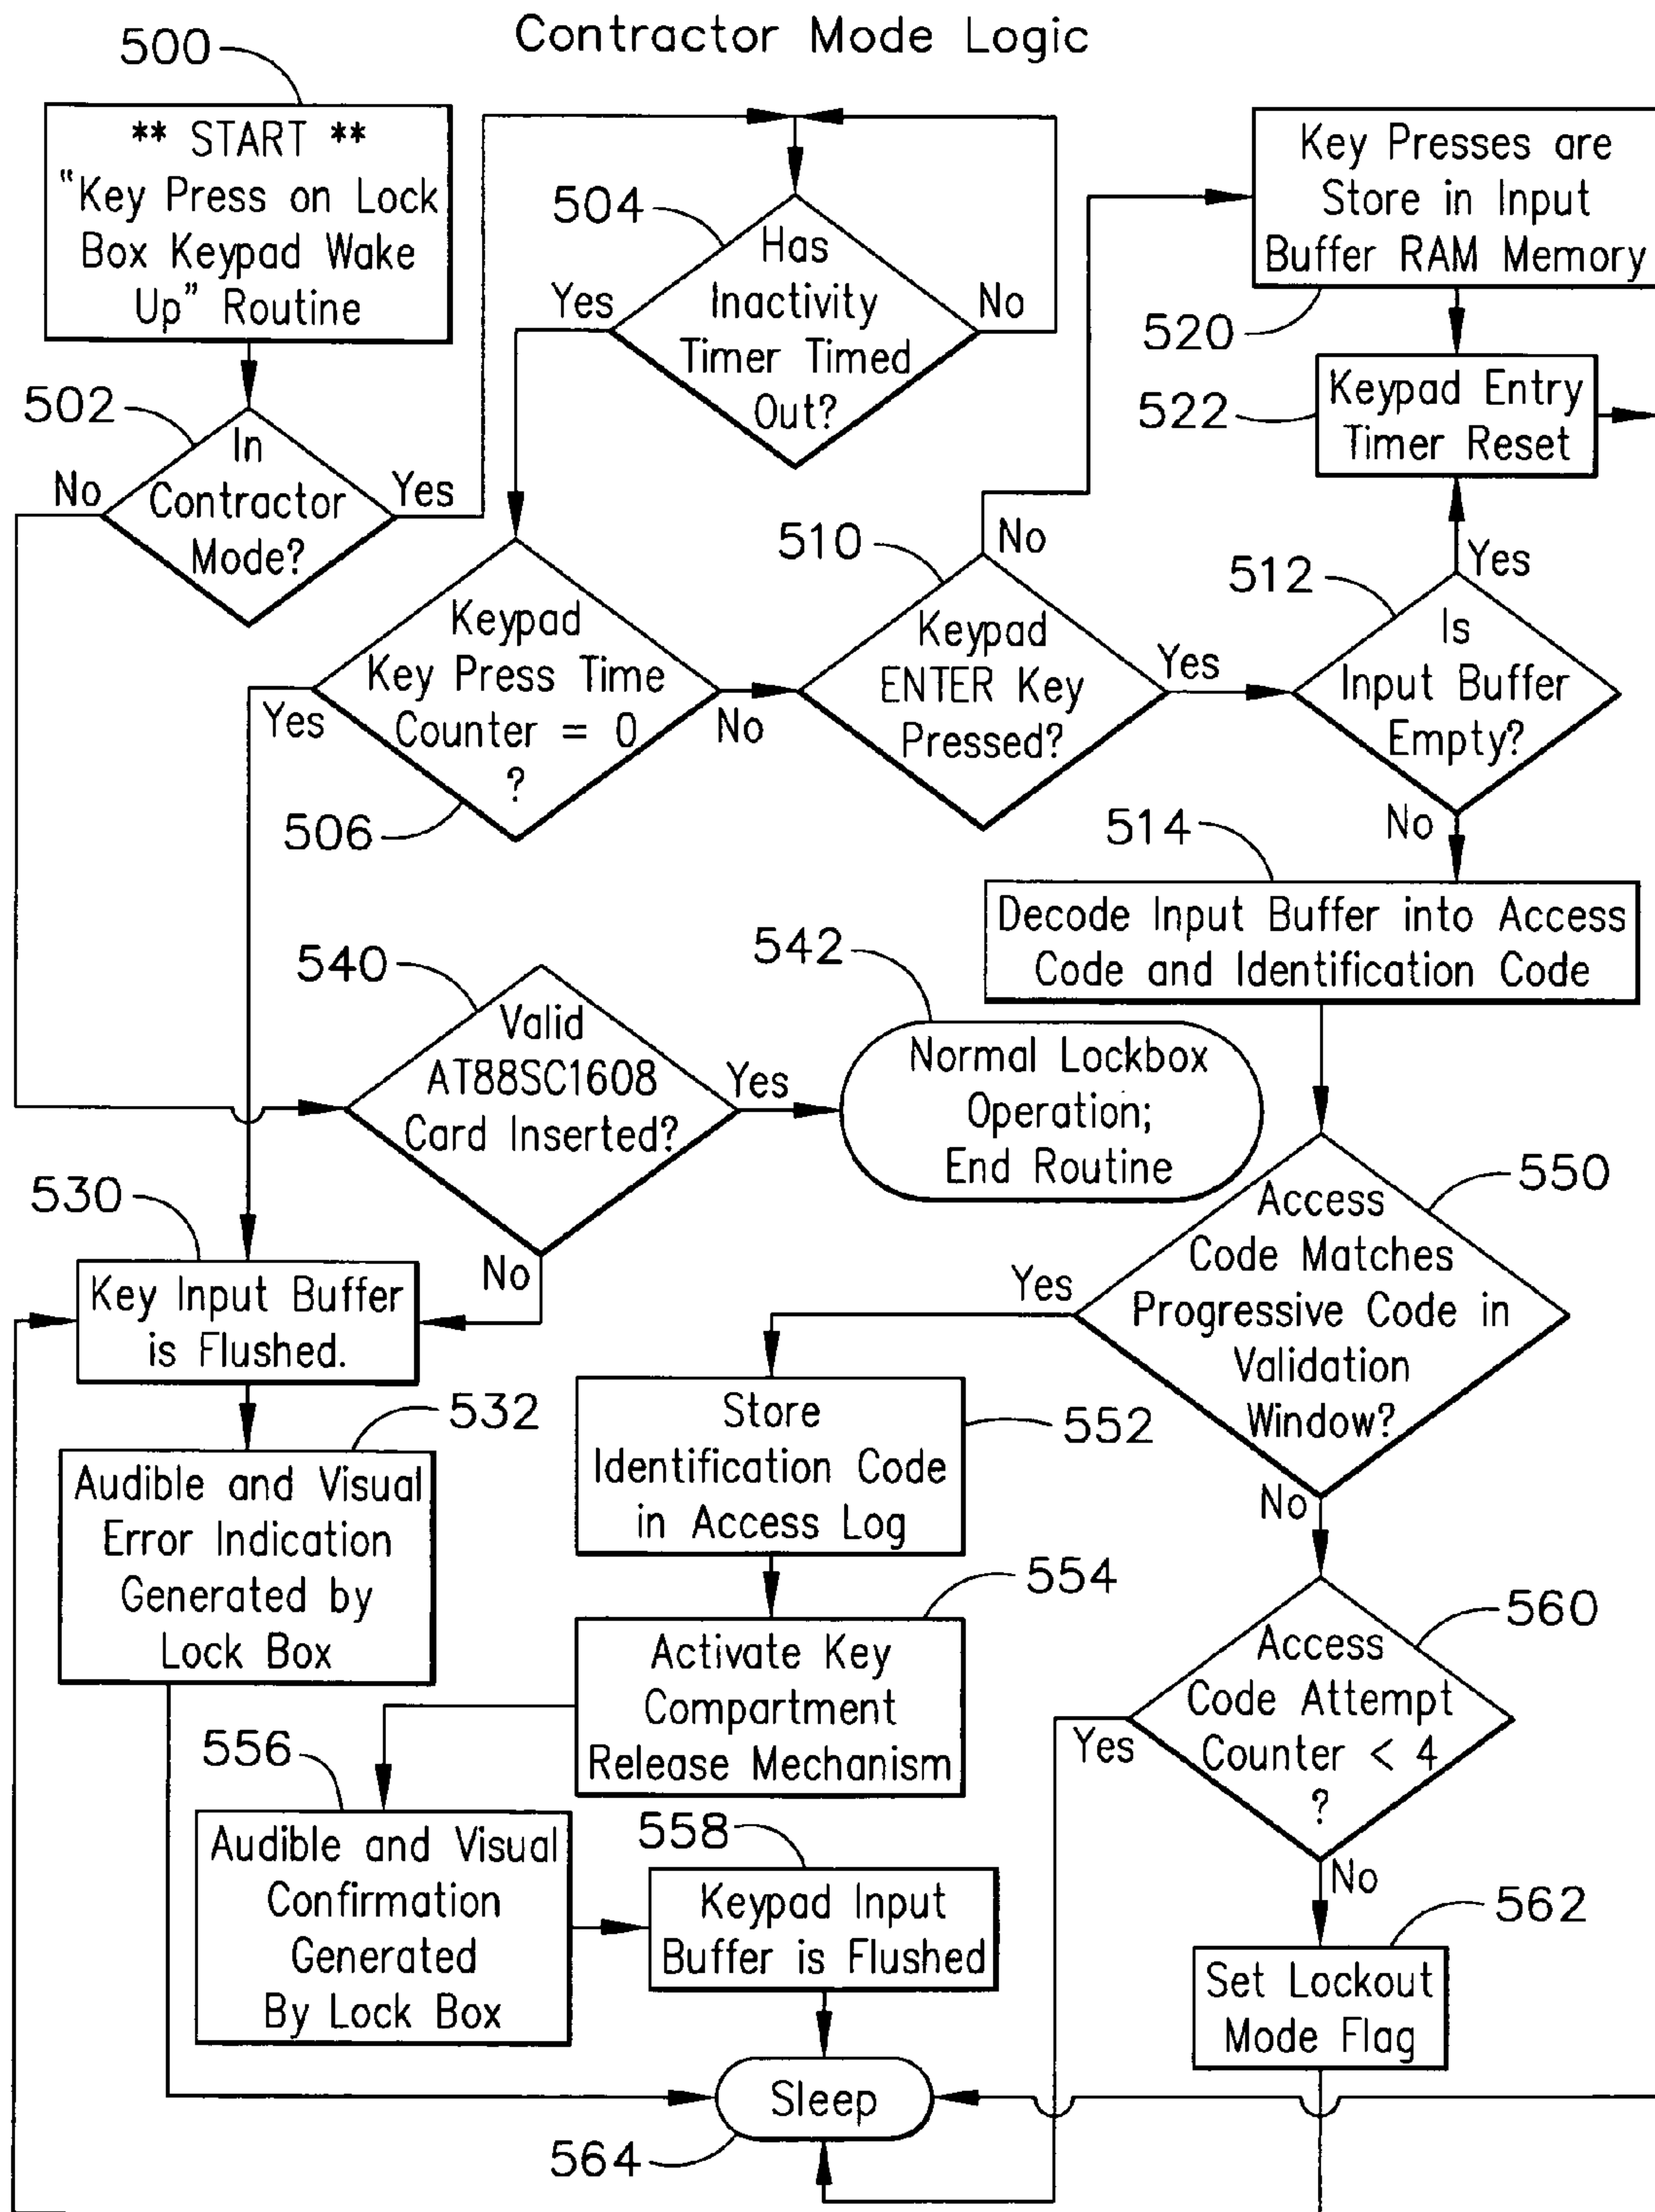 Contractor Mode Logic
500
** START **
"Key Press on Lock
Box Keypad Wake
Up" Routine
502
In
Contractor
Mode?
No
Yes
504
Has
Inactivity
Timer Timed
Out?
Yes
No
Key Presses are
Store in Input
Buffer RAM Memory
520
Keypad Entry
Timer Reset
522
506
Keypad
Key Press Time
Counter = 0
?
Yes
No
510
Keypad
ENTER Key
Pressed?
No
Yes
512
Is
Input Buffer
Empty?
Yes
No
514
Decode Input Buffer into Access
Code and Identification Code
540
Valid
AT88SC1608
Card Inserted?
Yes
No
542
Normal Lockbox
Operation;
End Routine
530
Key Input Buffer
is Flushed.
532
Audible and Visual
Error Indication
Generated by
Lock Box
550
Access
Code Matches
Progressive Code in
Validation
Window?
Yes
No
552
Store
Identification Code
in Access Log
554
Activate Key
Compartment
Release Mechanism
556
Audible and Visual
Confirmation
Generated
By Lock Box
558
Keypad Input
Buffer is Flushed
560
Access
Code Attempt
Counter < 4
?
Yes
No
562
Set Lockout
Mode Flag
Sleep
564